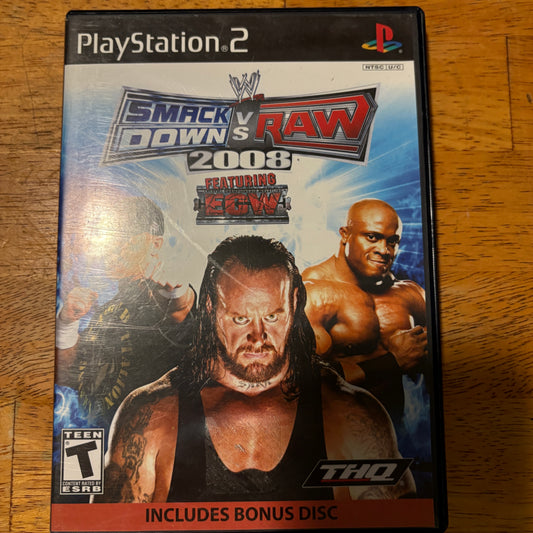 PlayStation®2
NTSC U/C
W
SMACK
DOWN
VS
RAW
2008
FEATURING
ECW
TEEN
T
CONTENT RATED BY
ESRB
THQ
INCLUDES BONUS DISC